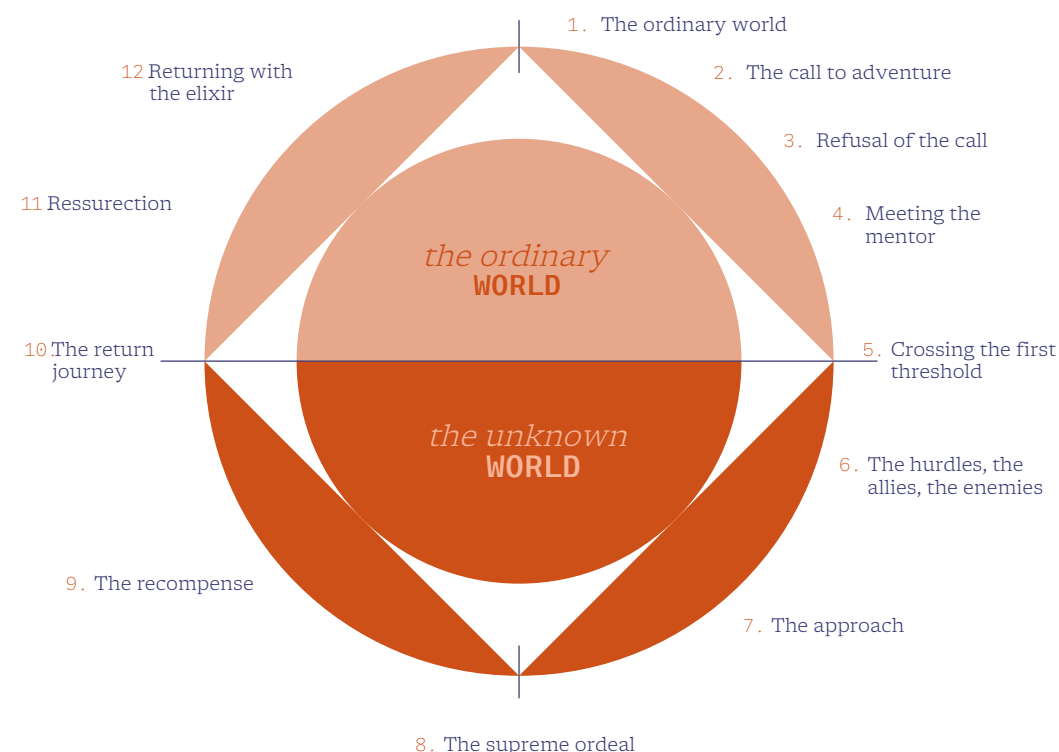 1. The ordinary world
2. The call to adventure
3. Refusal of the call
4. Meeting the
mentor
5. Crossing the first
threshold
6. The hurdles, the
allies, the enemies
7. The approach
8. The supreme ordeal
9. The recompense
10. The return
journey
11 Ressurection
12 Returning with
the elixir
the ordinary
WORLD
the unknown
WORLD